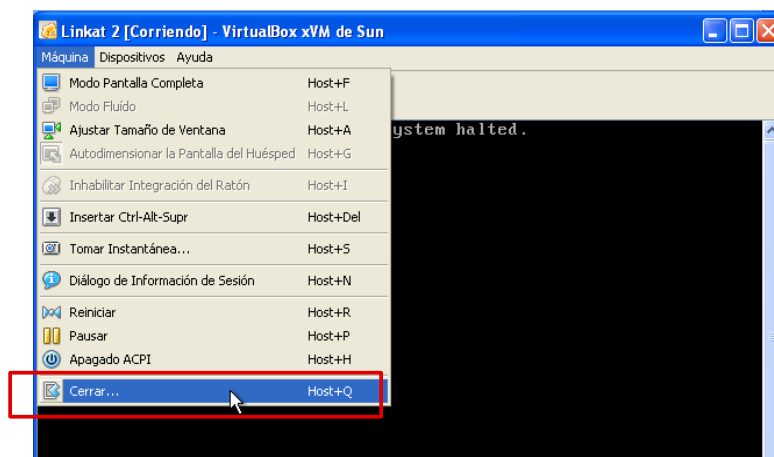 Linkat 2 [Corriendo] - VirtualBox xVM de Sun
Máquina Dispositivos Ayuda
Modo Pantalla Completa Host+F
Modo Fluído Host+L
Ajustar Tamaño de Ventana Host+A
ystem halted.
Autodimensionar la Pantalla del Huésped Host+G
Inhabilitar Integración del Ratón Host+I
Insertar Ctrl-Alt-Supr Host+Del
Tomar Instantánea... Host+S
Diálogo de Información de Sesión Host+N
Reiniciar Host+R
Pausar Host+P
Apagado ACPI Host+H
Cerrar... Host+Q